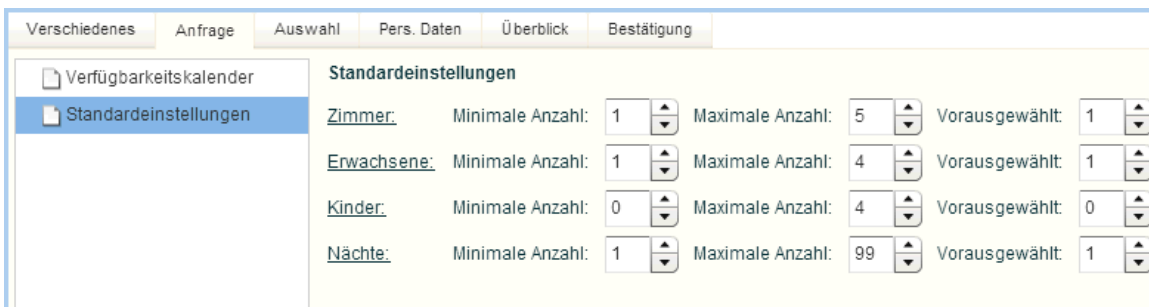 Verschiedenes Anfrage Auswahl Pers. Daten Überblick Bestätigung
Verfügbarkeitskalender
Standardeinstellungen
Standardeinstellungen
Zimmer: Minimale Anzahl: 1 Maximale Anzahl: 5 Vorausgewählt: 1
Erwachsene: Minimale Anzahl: 1 Maximale Anzahl: 4 Vorausgewählt: 1
Kinder: Minimale Anzahl: 0 Maximale Anzahl: 4 Vorausgewählt: 0
Nächte: Minimale Anzahl: 1 Maximale Anzahl: 99 Vorausgewählt: 1